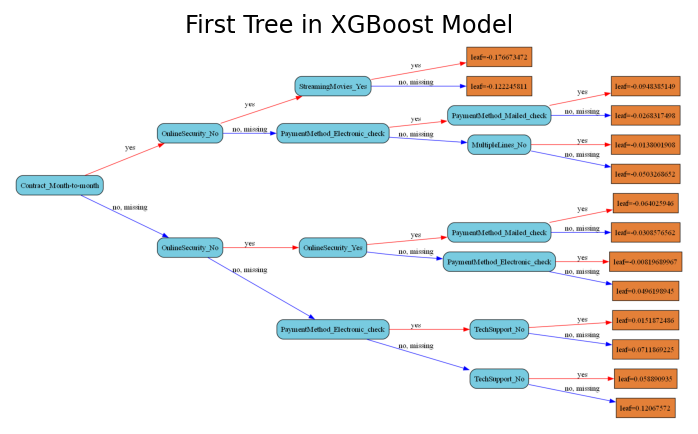 First Tree in XGBoost Model
leaf=-0.176673472
yes
StreamingMovies_Yes
no, missing
leaf=-0.122245811
yes
leaf=-0.0948385149
yes
OnlineSecurity_No
no, missing
PaymentMethod_Electronic_check
yes
PaymentMethod_Mailed_check
no, missing
leaf=-0.0268317498
yes
no, missing
MultipleLines_No
yes
leaf=-0.0138001908
no, missing
leaf=-0.0503268652
Contract_Month-to-month
no, missing
leaf=-0.064025946
yes
PaymentMethod_Mailed_check
no, missing
leaf=-0.0308576562
yes
OnlineSecurity_No
yes
OnlineSecurity_Yes
no, missing
PaymentMethod_Electronic_check
yes
leaf=-0.00819689967
no, missing
no, missing
leaf=0.0496198945
leaf=0.0151872486
yes
PaymentMethod_Electronic_check
yes
TechSupport_No
no, missing
leaf=0.0711869225
no, missing
TechSupport_No
yes
leaf=0.058890935
no, missing
leaf=0.12067572